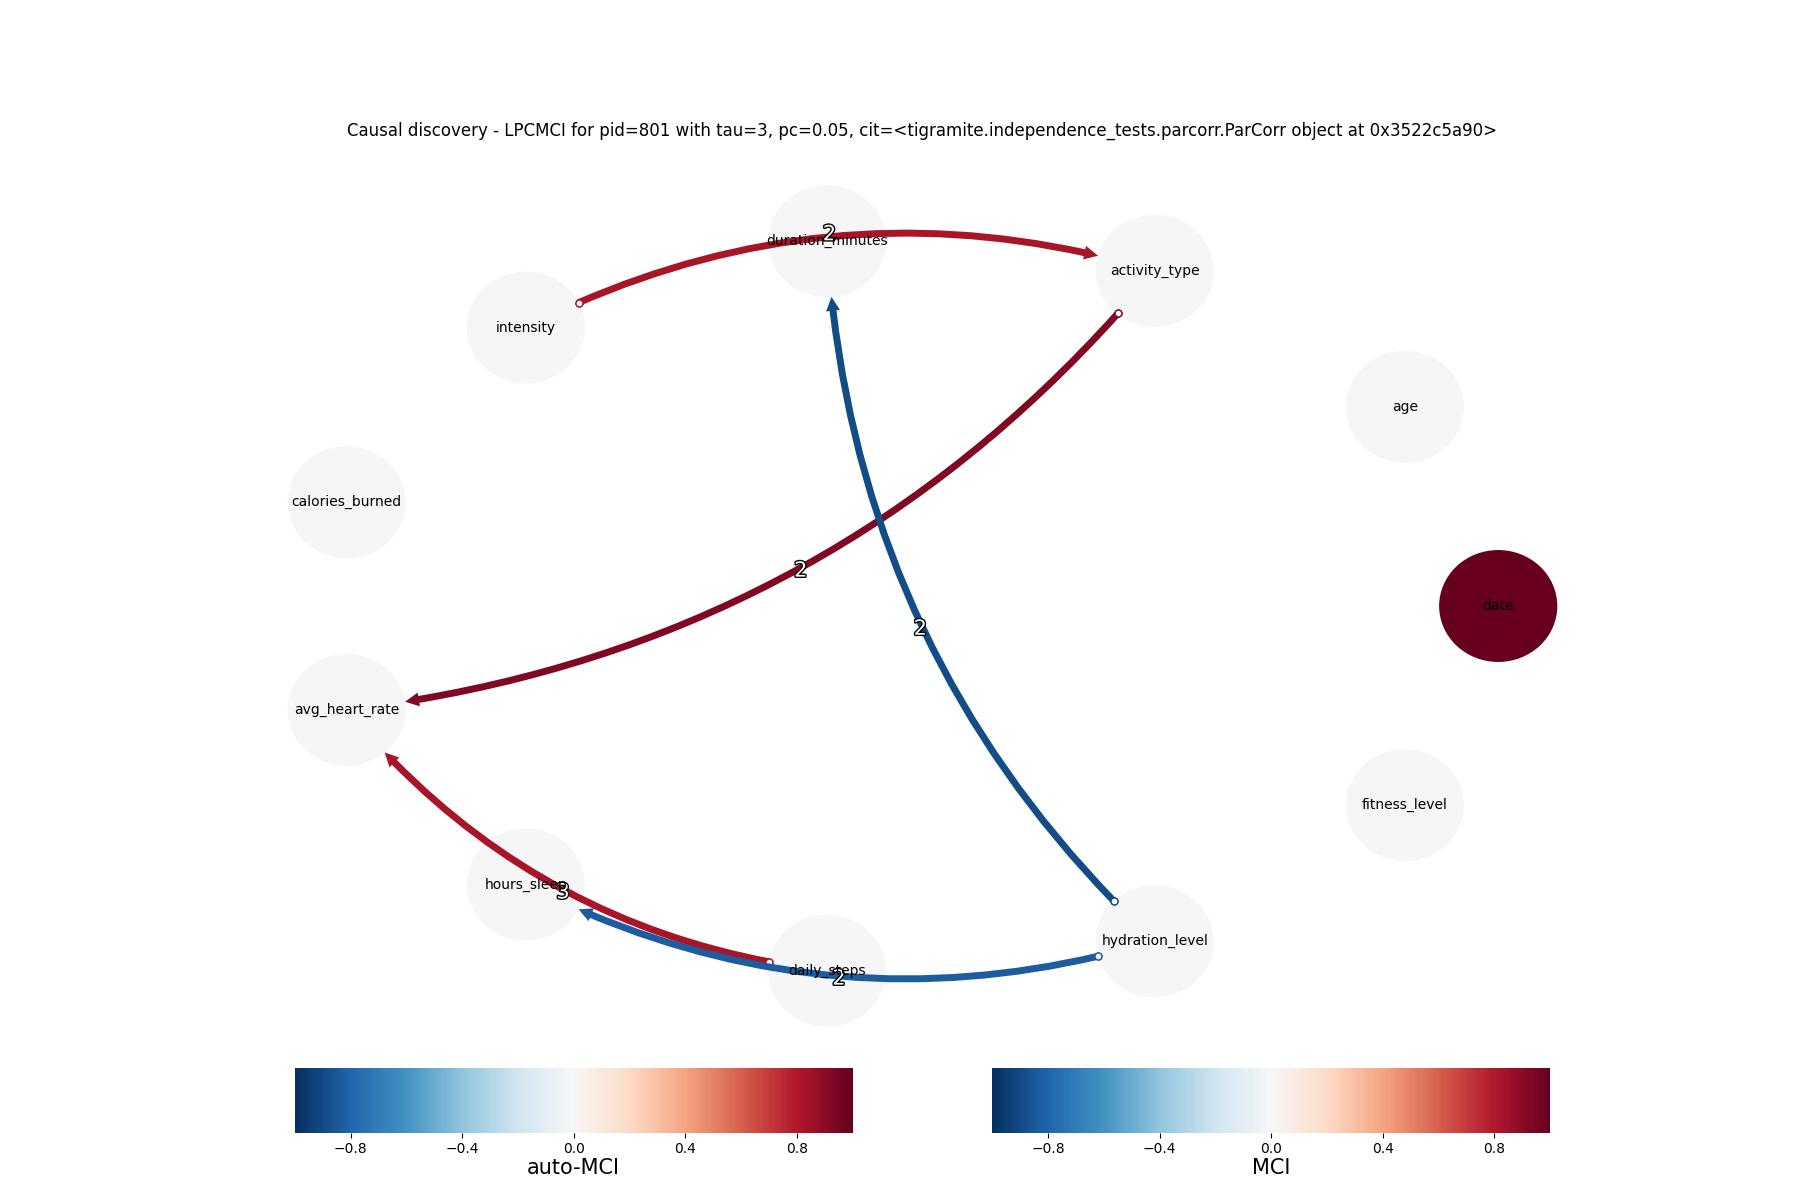 Causal discovery - LPCMCI for pid=801 with tau=3, pc=0.05, cit=<tigramite.independence_tests.parcorr.ParCorr object at 0x3522c5a90>
2
duration_minutes
activity_type
intensity
age
calories_burned
2
date
2
avg_heart_rate
fitness_level
hours_sleep
3
hydration_level
daily_steps
2
−0.8 −0.4 0.0 0.4 0.8
auto-MCI
−0.8 −0.4 0.0 0.4 0.8
MCI